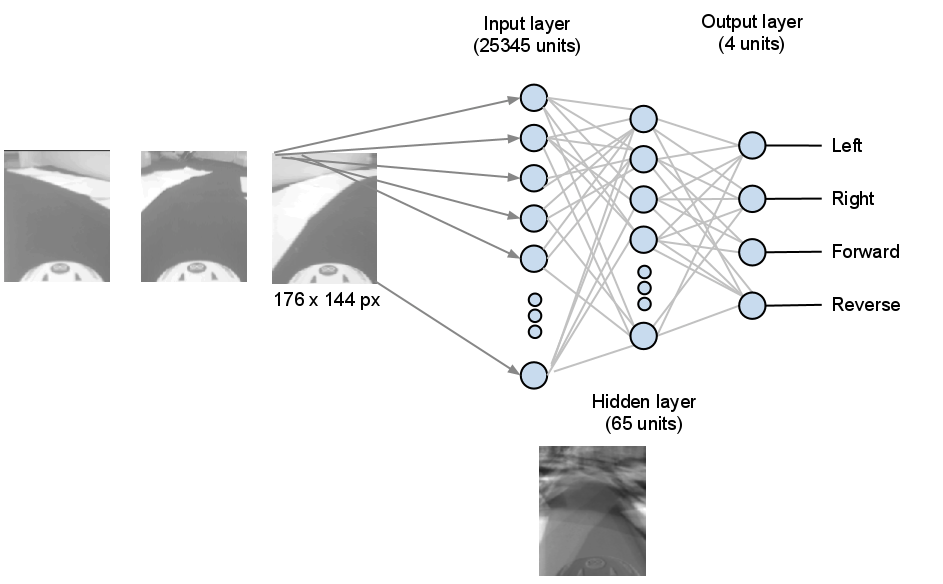 Input layer
(25345 units)
Output layer
(4 units)
Left
Right
Forward
Reverse
176 x 144 px
Hidden layer
(65 units)